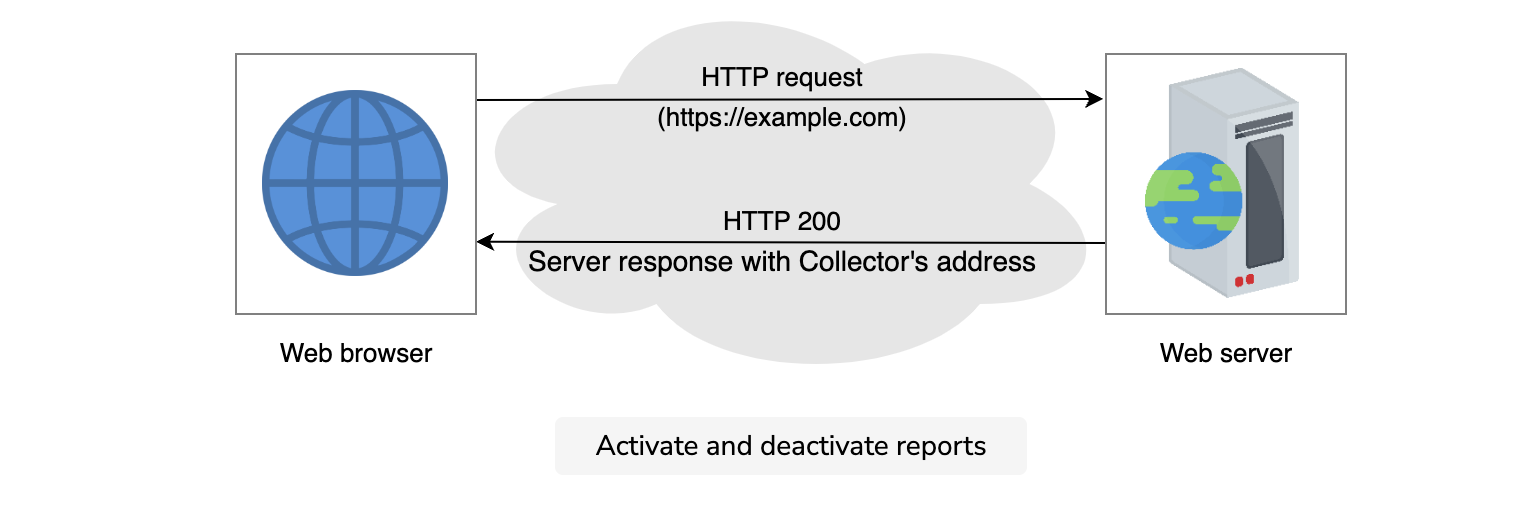 HTTP request
(https://example.com)
HTTP 200
Server response with Collector's address
Web browser
Web server
Activate and deactivate reports